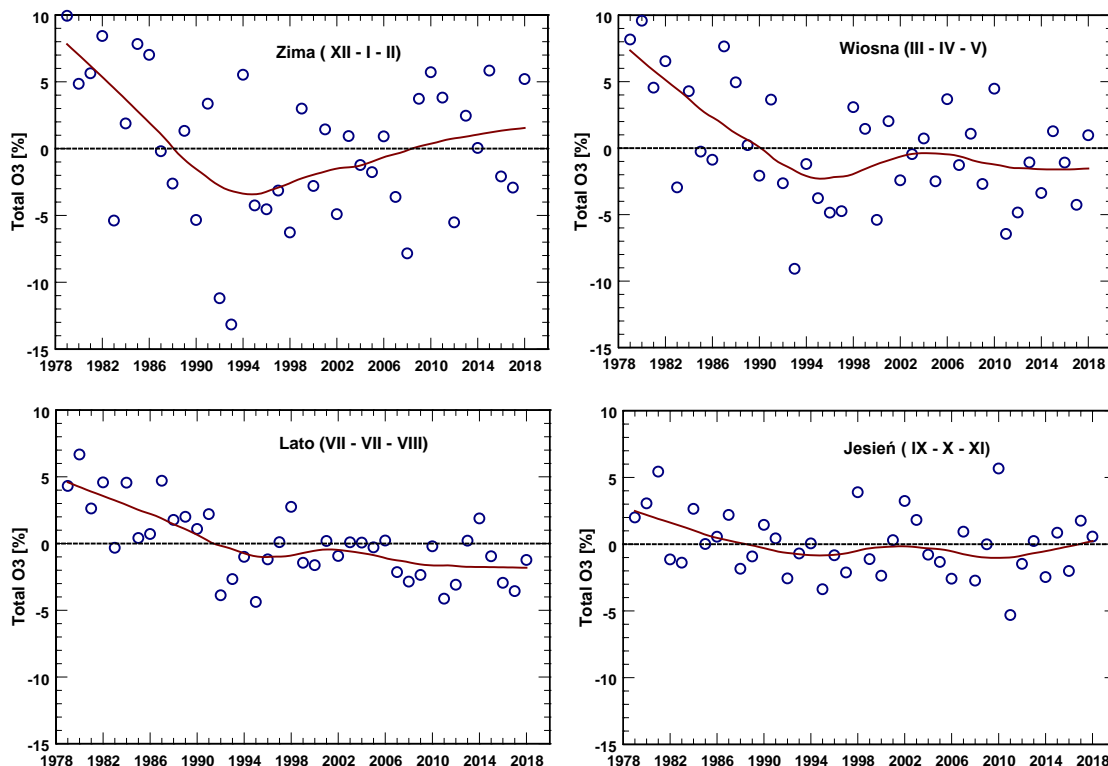 Zima ( XII - I - II)
Total O3 [%]
10
5
0
-5
-10
-15
1978 1982 1986 1990 1994 1998 2002 2006 2010 2014 2018
Wiosna (III - IV - V)
Total O3 [%]
10
5
0
-5
-10
-15
1978 1982 1986 1990 1994 1998 2002 2006 2010 2014 2018
Lato (VII - VII - VIII)
Total O3 [%]
10
5
0
-5
-10
-15
1978 1982 1986 1990 1994 1998 2002 2006 2010 2014 2018
Jesień ( IX - X - XI)
Total O3 [%]
10
5
0
-5
-10
-15
1978 1982 1986 1990 1994 1998 2002 2006 2010 2014 2018